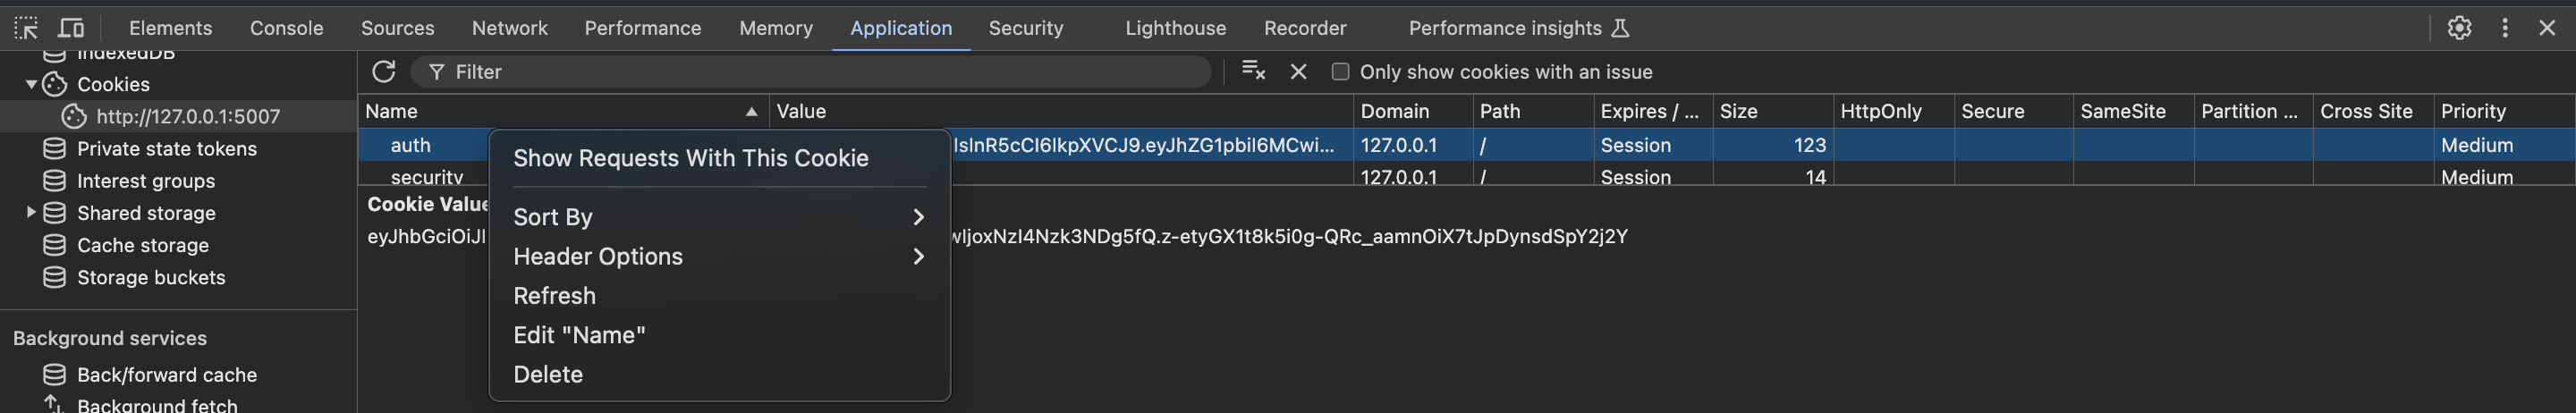 Elements Console Sources Network Performance Memory Application Security Lighthouse Recorder Performance insights
IndexedDB
Filter
Only show cookies with an issue
Cookies
http://127.0.0.1:5007
Private state tokens
Interest groups
Shared storage
Cache storage
Storage buckets
Background services
Back/forward cache
Background fetch
Name Value Domain Path Expires / ... Size HttpOnly Secure SameSite Partition ... Cross Site Priority
auth IsInR5cCI6IkpXVCJ9.eyJhZG1pbiI6MCwi... 127.0.0.1 / Session 123 Medium
security 127.0.0.1 / Session 14 Medium
Cookie Value
eyJhbGciOiJI wIjoxNzI4Nzk3NDg5fQ.z-etyGX1t8k5i0g-QRc_aamnOiX7tJpDynsdSpY2j2Y
Show Requests With This Cookie
Sort By
Header Options
Refresh
Edit "Name"
Delete